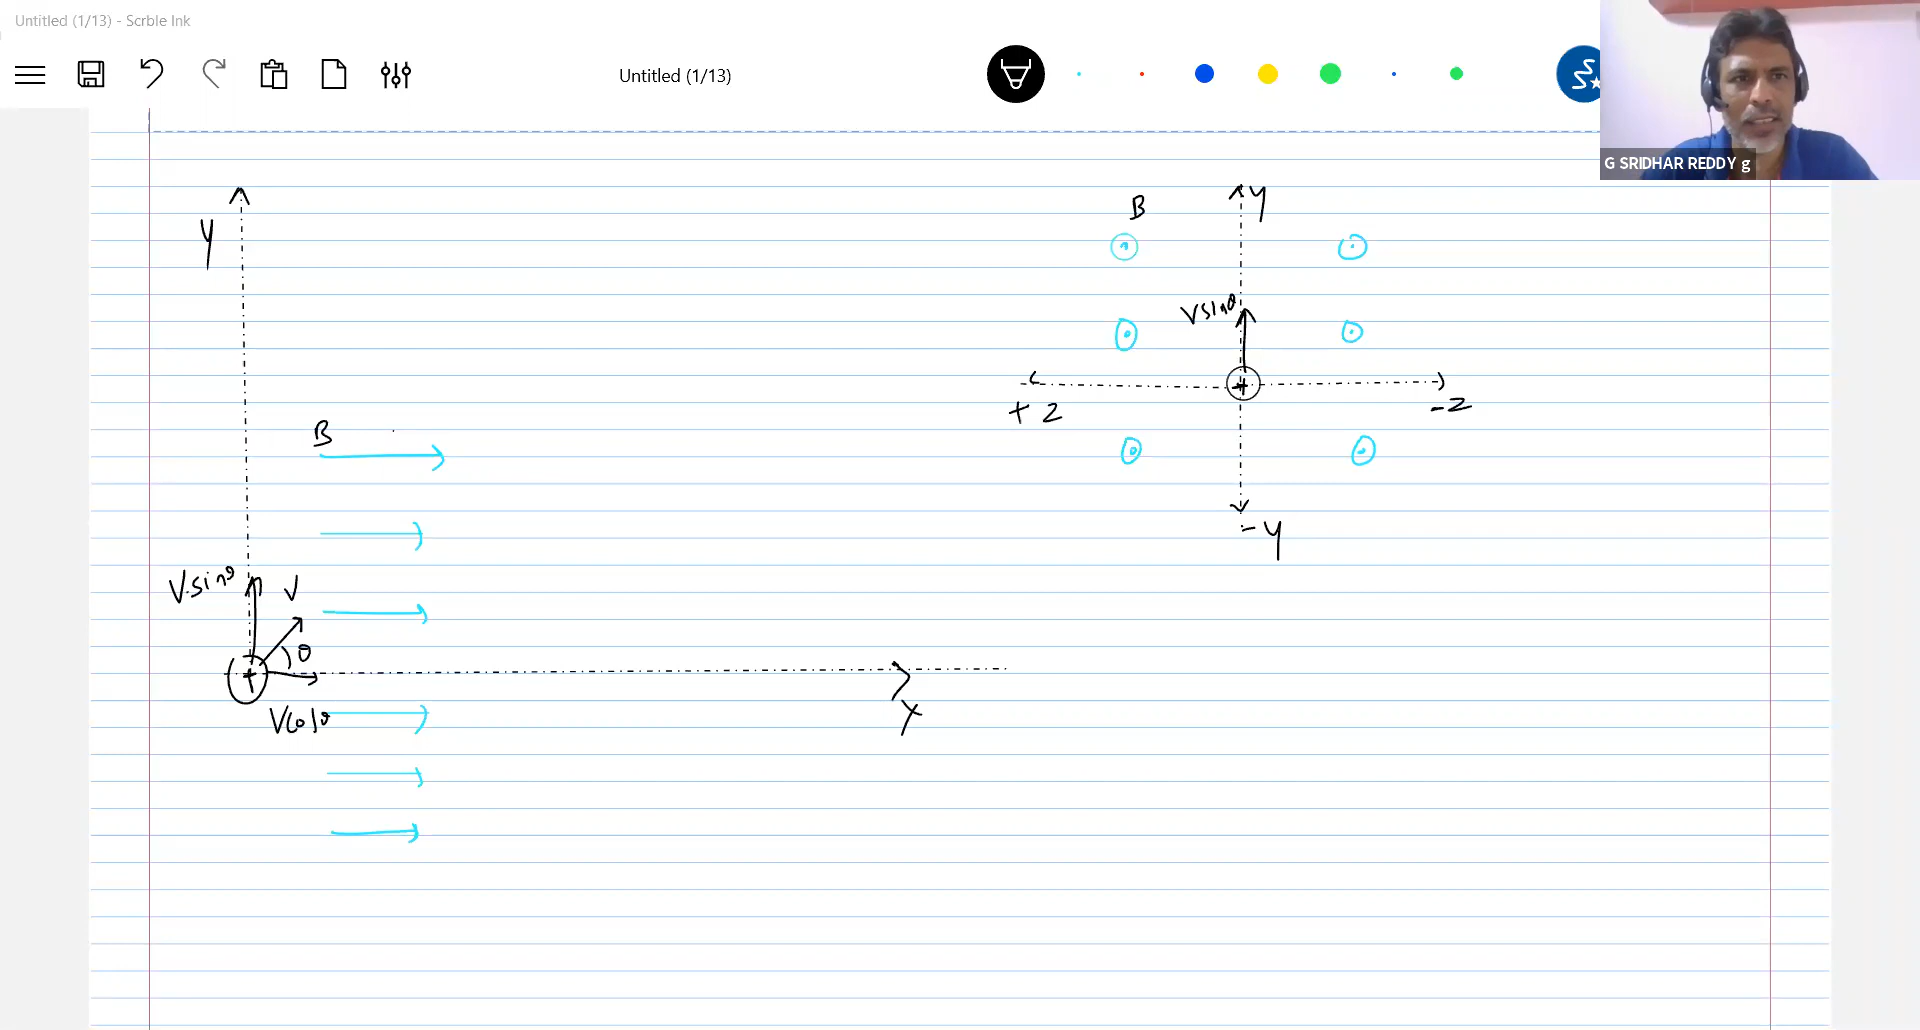 Untitled (1/13) - Scrble Ink
Untitled (1/13)
G SRIDHAR REDDY g
Y
B
V sinθ
V
θ
V cosθ
X
B
Y
V sinθ
+ Z
- Z
- Y